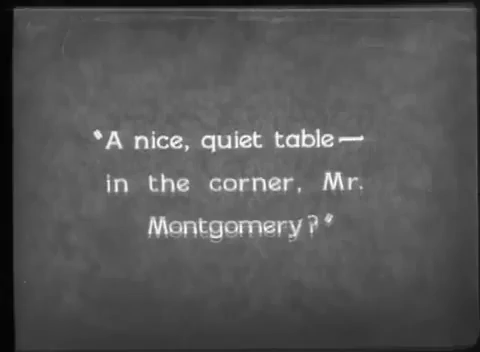 "A nice, quiet table—
in the corner, Mr.
Montgomery?"